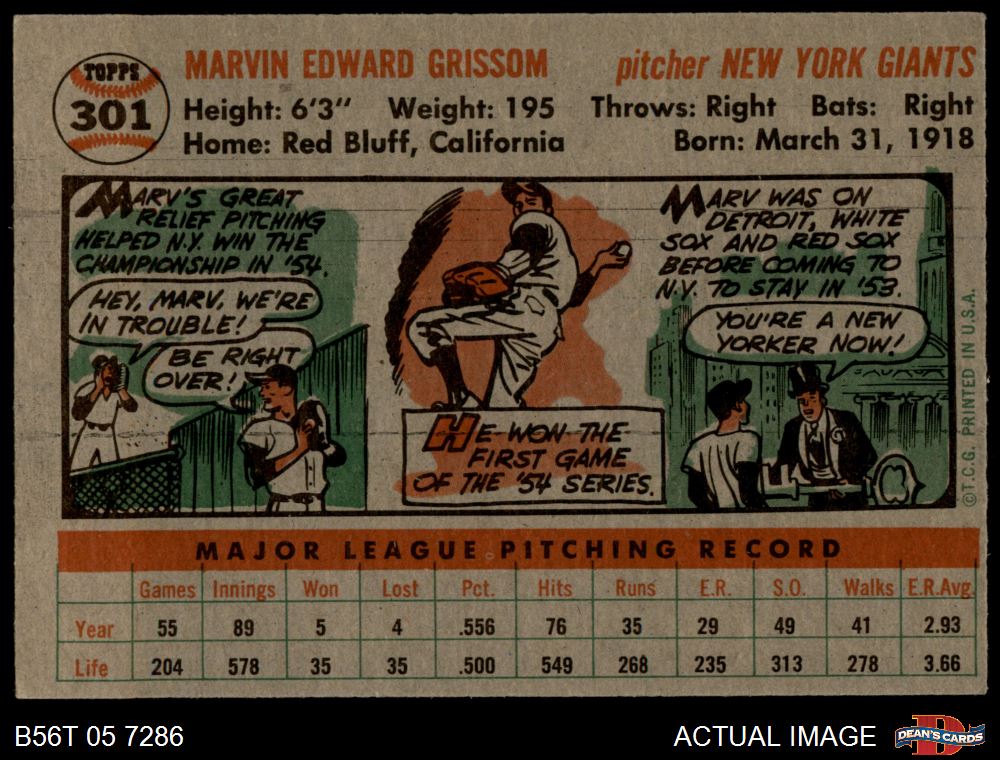 TOPPS
301
MARVIN EDWARD GRISSOM
pitcher NEW YORK GIANTS
Height: 6'3" Weight: 195 Throws: Right Bats: Right
Home: Red Bluff, California Born: March 31, 1918
MARV'S GREAT
RELIEF PITCHING
HELPED N.Y. WIN THE
CHAMPIONSHIP IN '54.
HEY, MARV, WE'RE
IN TROUBLE!
BE RIGHT
OVER!
HE WON THE
FIRST GAME
OF THE '54 SERIES.
MARV WAS ON
DETROIT, WHITE
SOX AND RED SOX
BEFORE COMING TO
N.Y. TO STAY IN '53.
YOU'RE A NEW
YORKER NOW!
©T.C.G. PRINTED IN U.S.A.
MAJOR LEAGUE PITCHING RECORD
Games Innings Won Lost Pct. Hits Runs E.R. S.O. Walks E.R.Avg.
Year 55 89 5 4 .556 76 35 29 49 41 2.93
Life 204 578 35 35 .500 549 268 235 313 278 3.66
B56T 05 7286
ACTUAL IMAGE
DEAN'S CARDS